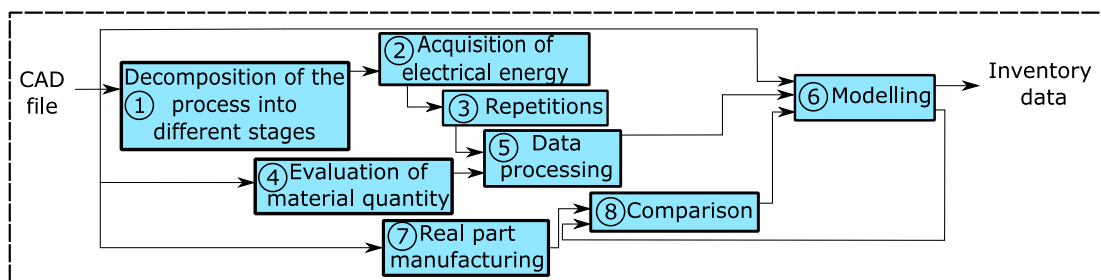 CAD
file
Decomposition of the
① process into
different stages
② Acquisition of
electrical energy
③ Repetitions
④ Evaluation of
material quantity
⑤ Data
processing
⑥ Modelling
⑦ Real part
manufacturing
⑧ Comparison
Inventory
data